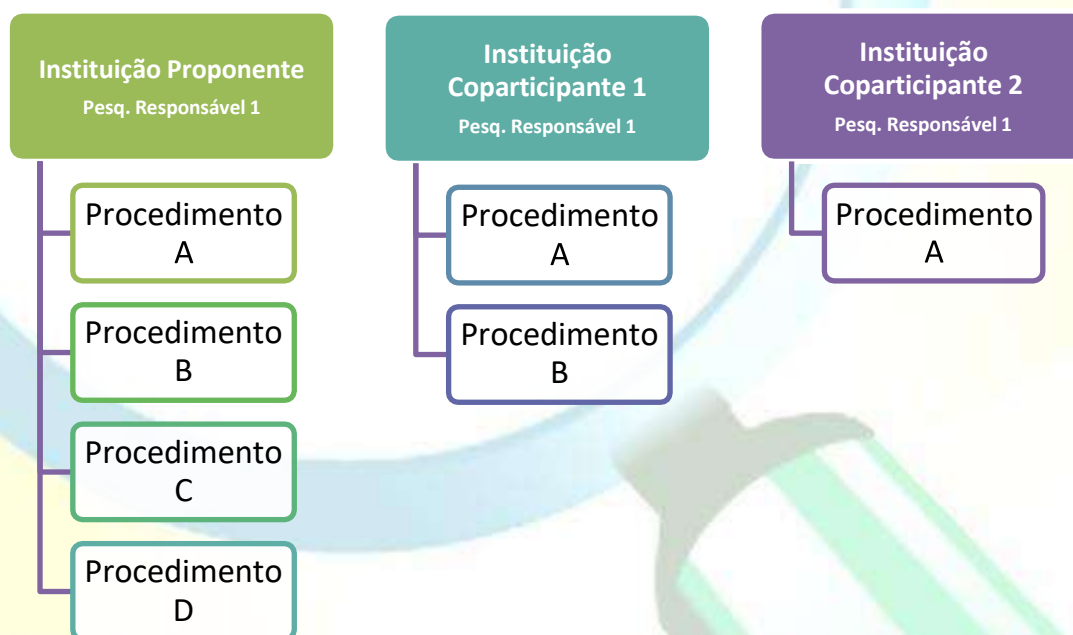 Instituição Proponente
Pesq. Responsável 1
Procedimento
A
Procedimento
B
Procedimento
C
Procedimento
D
Instituição
Coparticipante 1
Pesq. Responsável 1
Procedimento
A
Procedimento
B
Instituição
Coparticipante 2
Pesq. Responsável 1
Procedimento
A